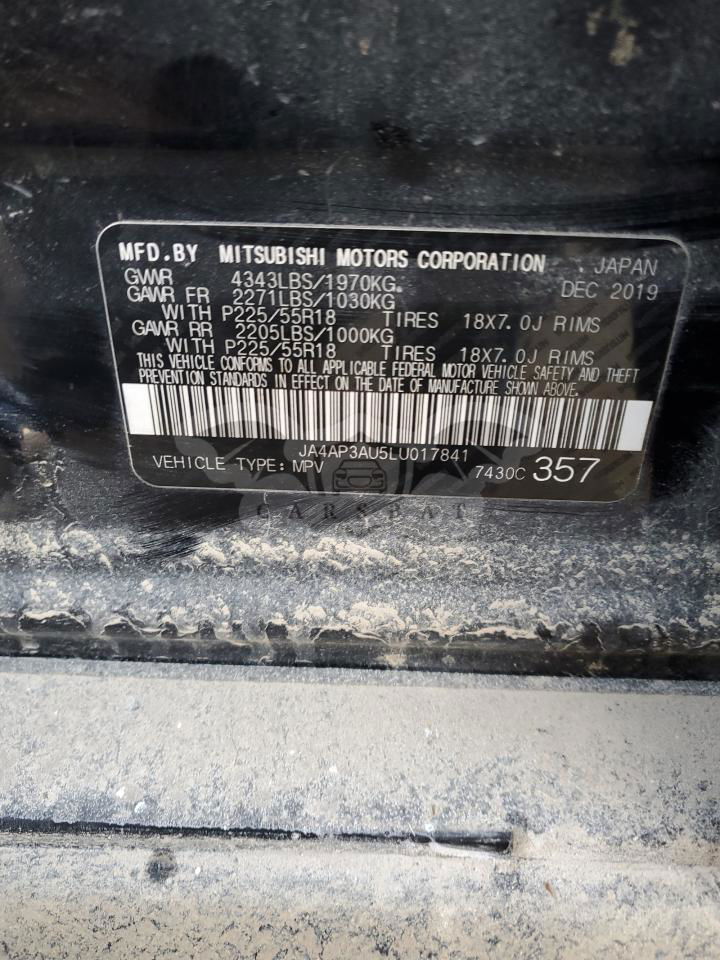 MFD.BY MITSUBISHI MOTORS CORPORATION JAPAN
GVWR 4343LBS/1970KG. DEC 2019
GAWR FR 2271LBS/1030KG
WITH P225/55R18 TIRES 18X7.0J RIMS
GAWR RR 2205LBS/1000KG
WITH P225/55R18 TIRES 18X7.0J RIMS
THIS VEHICLE CONFORMS TO ALL APPLICABLE FEDERAL MOTOR VEHICLE SAFETY AND THEFT
PREVENTION STANDARDS IN EFFECT ON THE DATE OF MANUFACTURE SHOWN ABOVE.
JA4AP3AU5LU017841
VEHICLE TYPE: MPV 7430C 357